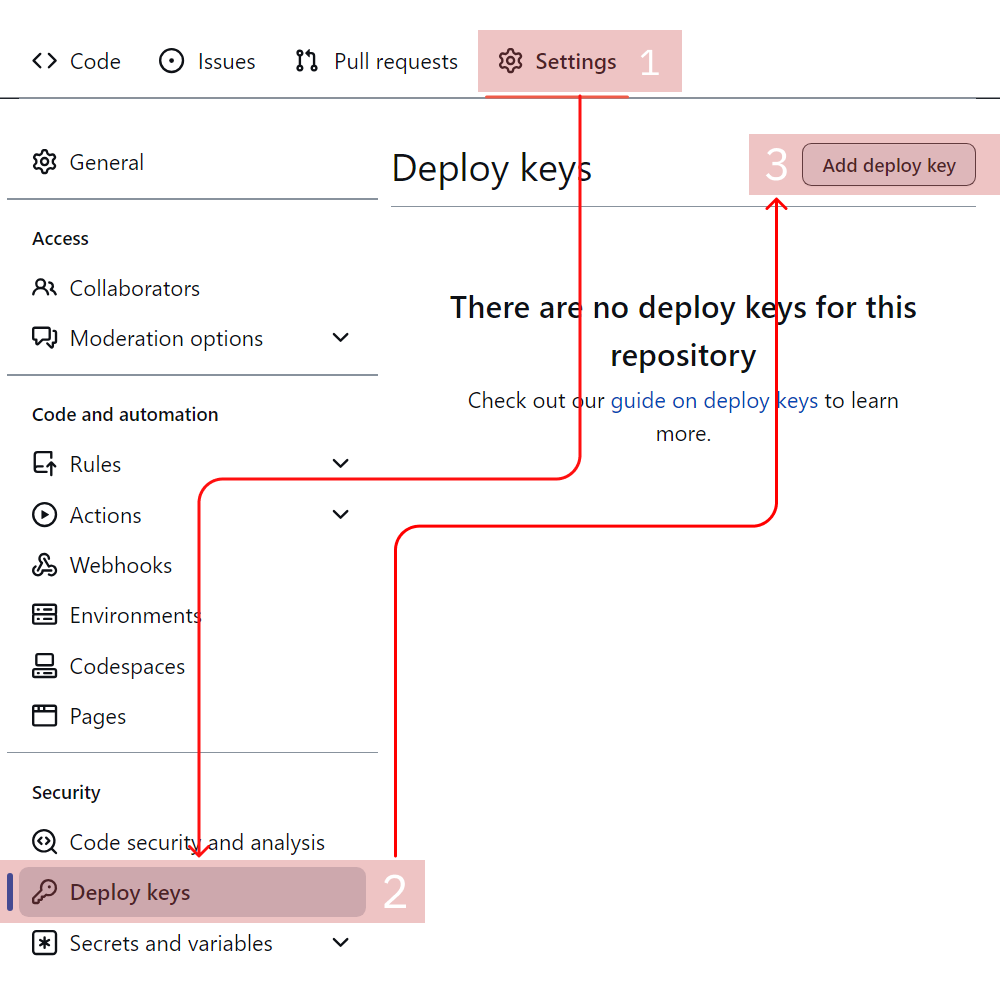 Code Issues Pull requests Settings 1
General
Access
Collaborators
Moderation options
Code and automation
Rules
Actions
Webhooks
Environments
Codespaces
Pages
Security
Code security and analysis
Deploy keys 2
Secrets and variables
Deploy keys 3 Add deploy key
There are no deploy keys for this
repository
Check out our guide on deploy keys to learn
more.